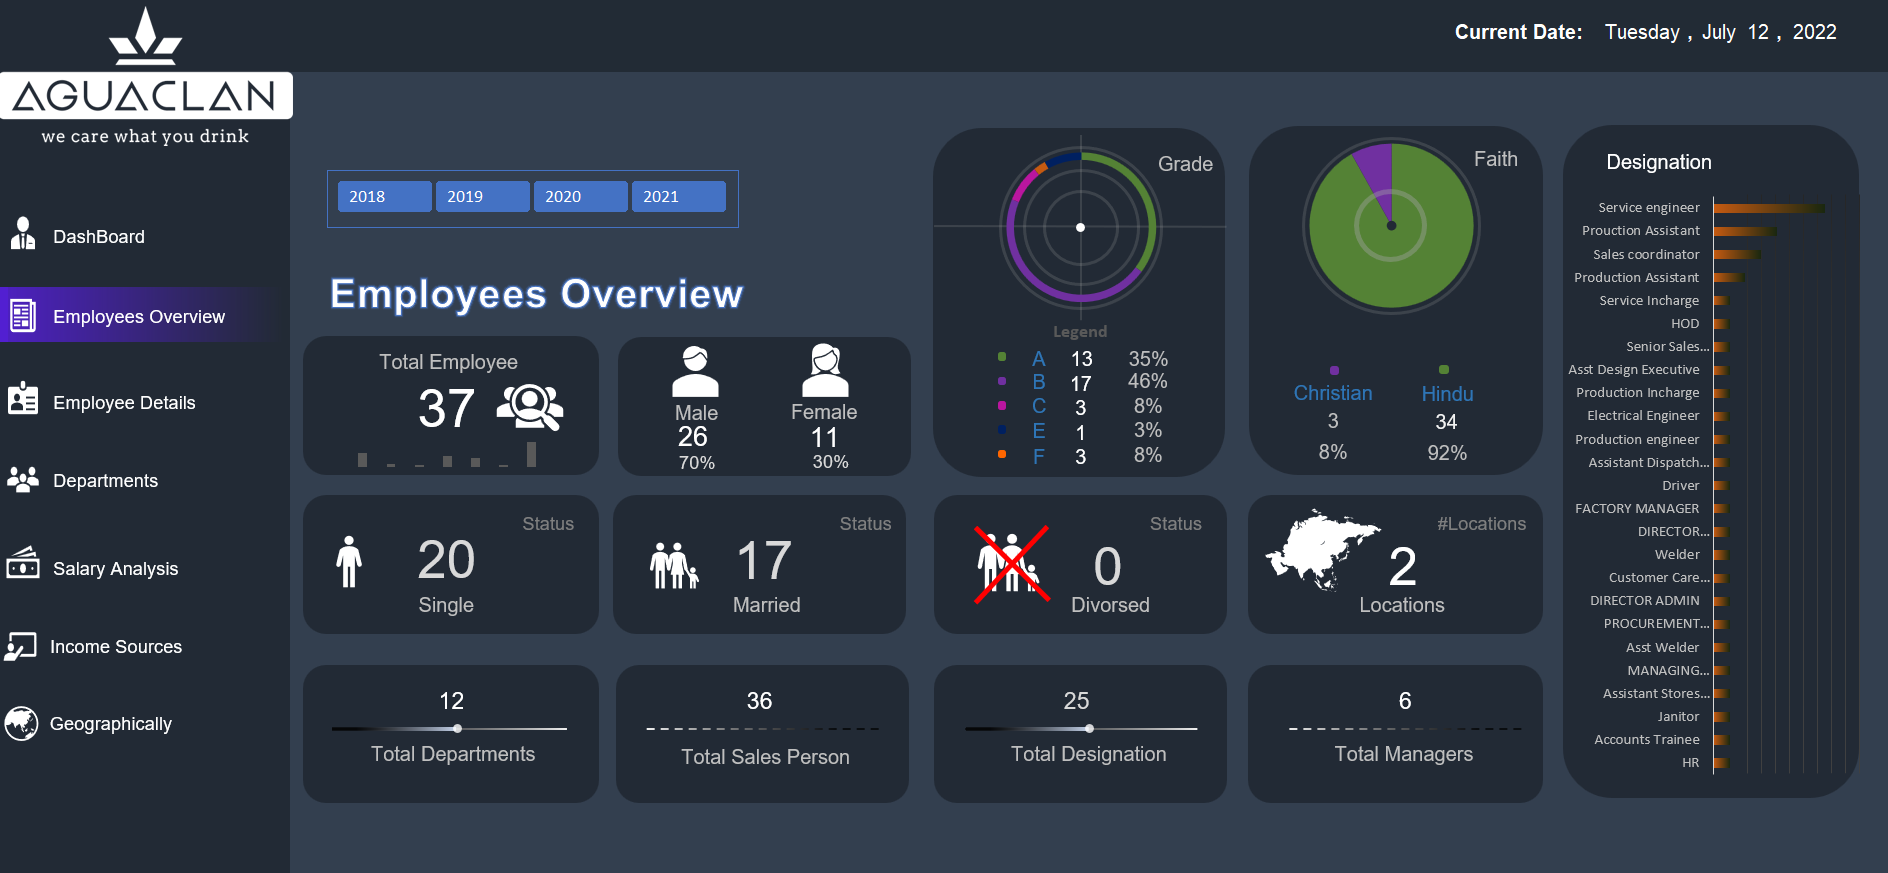 AGUACLAN
we care what you drink
Current Date: Tuesday , July 12 , 2022
DashBoard
Employees Overview
Employee Details
Departments
Salary Analysis
Income Sources
Geographically
2018 2019 2020 2021
Employees Overview
Total Employee
37
Male
26
70%
Female
11
30%
Grade
Legend
A 13 35%
B 17 46%
C 3 8%
E 1 3%
F 3 8%
Faith
Christian
3
8%
Hindu
34
92%
Status
20
Single
Status
17
Married
Status
0
Divorsed
#Locations
2
Locations
12
Total Departments
36
Total Sales Person
25
Total Designation
6
Total Managers
Designation
Service engineer
Prouction Assistant
Sales coordinator
Production Assistant
Service Incharge
HOD
Senior Sales...
Asst Design Executive
Production Incharge
Electrical Engineer
Production engineer
Assistant Dispatch...
Driver
FACTORY MANAGER
DIRECTOR...
Welder
Customer Care...
DIRECTOR ADMIN
PROCUREMENT...
Asst Welder
MANAGING...
Assistant Stores...
Janitor
Accounts Trainee
HR